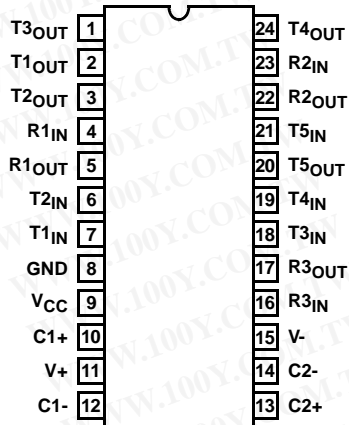 T3OUT 1 24 T4OUT
T1OUT 2 23 R2IN
T2OUT 3 22 R2OUT
R1IN 4 21 T5IN
R1OUT 5 20 T5OUT
T2IN 6 19 T4IN
T1IN 7 18 T3IN
GND 8 17 R3OUT
VCC 9 16 R3IN
C1+ 10 15 V-
V+ 11 14 C2-
C1- 12 13 C2+